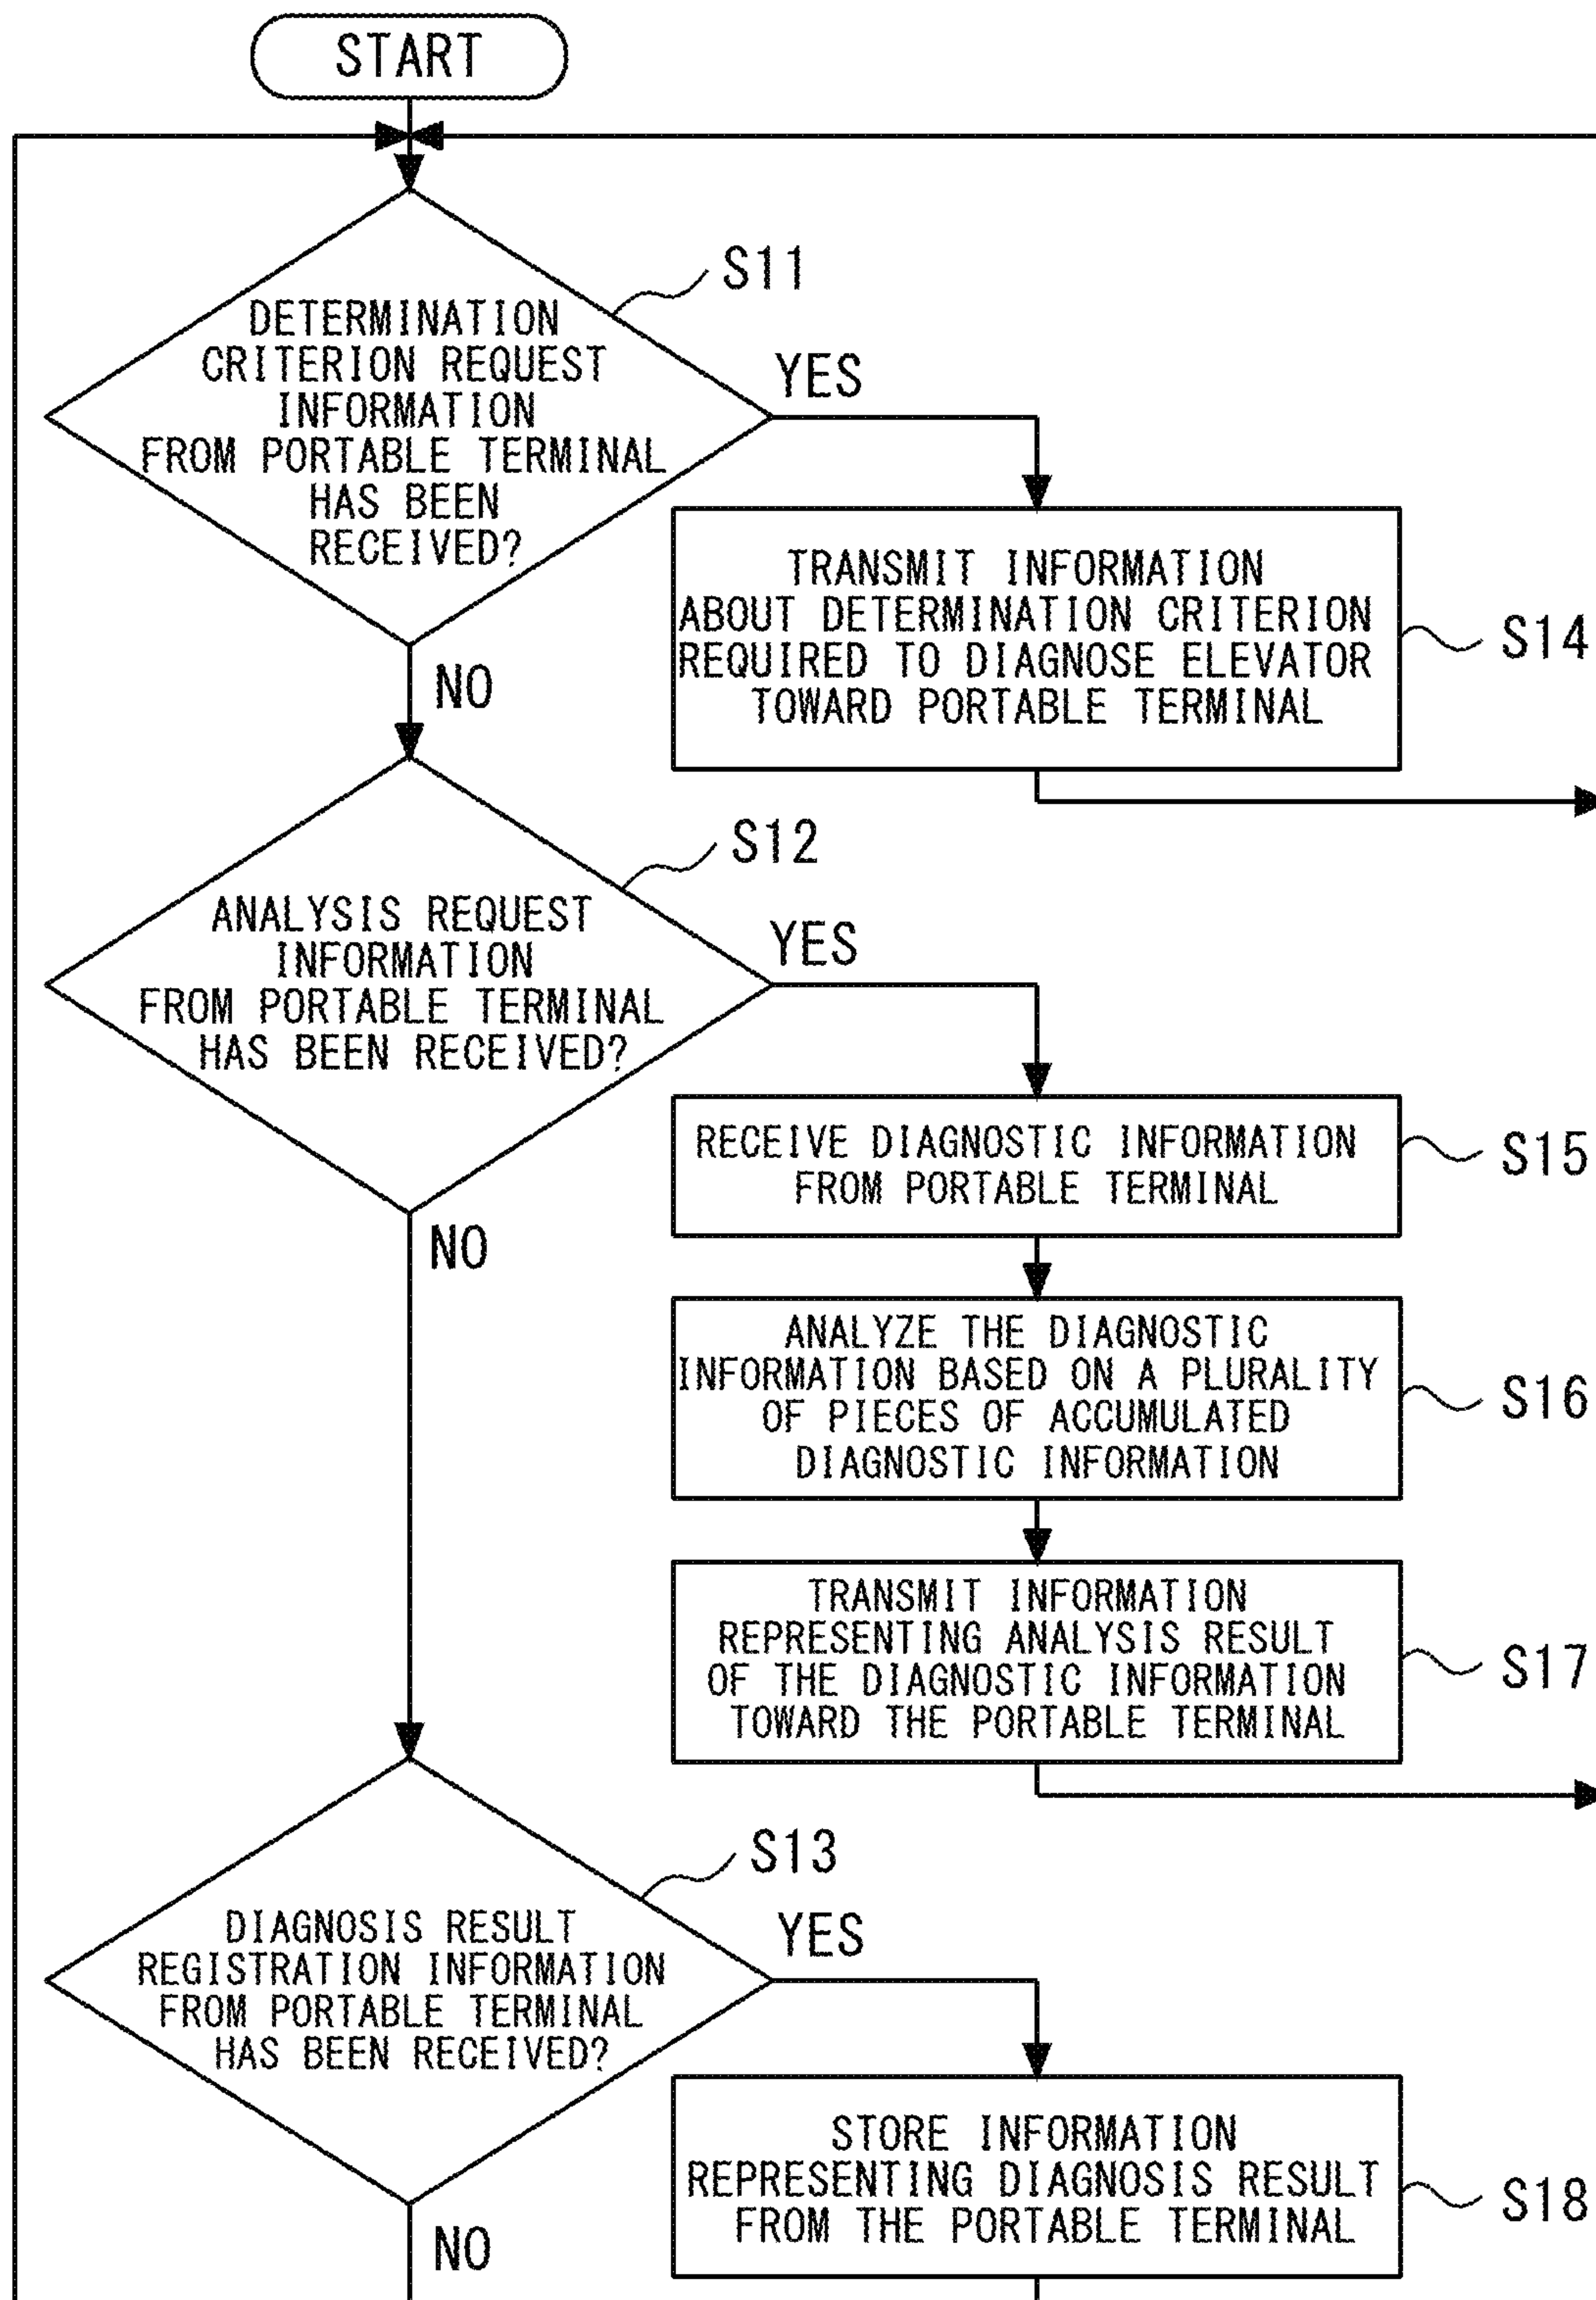 START
S11
DETERMINATION
CRITERION REQUEST
INFORMATION
FROM PORTABLE TERMINAL
HAS BEEN
RECEIVED?
YES
NO
TRANSMIT INFORMATION
ABOUT DETERMINATION CRITERION
REQUIRED TO DIAGNOSE ELEVATOR
TOWARD PORTABLE TERMINAL
S14
S12
ANALYSIS REQUEST
INFORMATION
FROM PORTABLE TERMINAL
HAS BEEN RECEIVED?
YES
NO
RECEIVE DIAGNOSTIC INFORMATION
FROM PORTABLE TERMINAL
S15
ANALYZE THE DIAGNOSTIC
INFORMATION BASED ON A PLURALITY
OF PIECES OF ACCUMULATED
DIAGNOSTIC INFORMATION
S16
TRANSMIT INFORMATION
REPRESENTING ANALYSIS RESULT
OF THE DIAGNOSTIC INFORMATION
TOWARD THE PORTABLE TERMINAL
S17
S13
DIAGNOSIS RESULT
REGISTRATION INFORMATION
FROM PORTABLE TERMINAL
HAS BEEN RECEIVED?
YES
NO
STORE INFORMATION
REPRESENTING DIAGNOSIS RESULT
FROM THE PORTABLE TERMINAL
S18